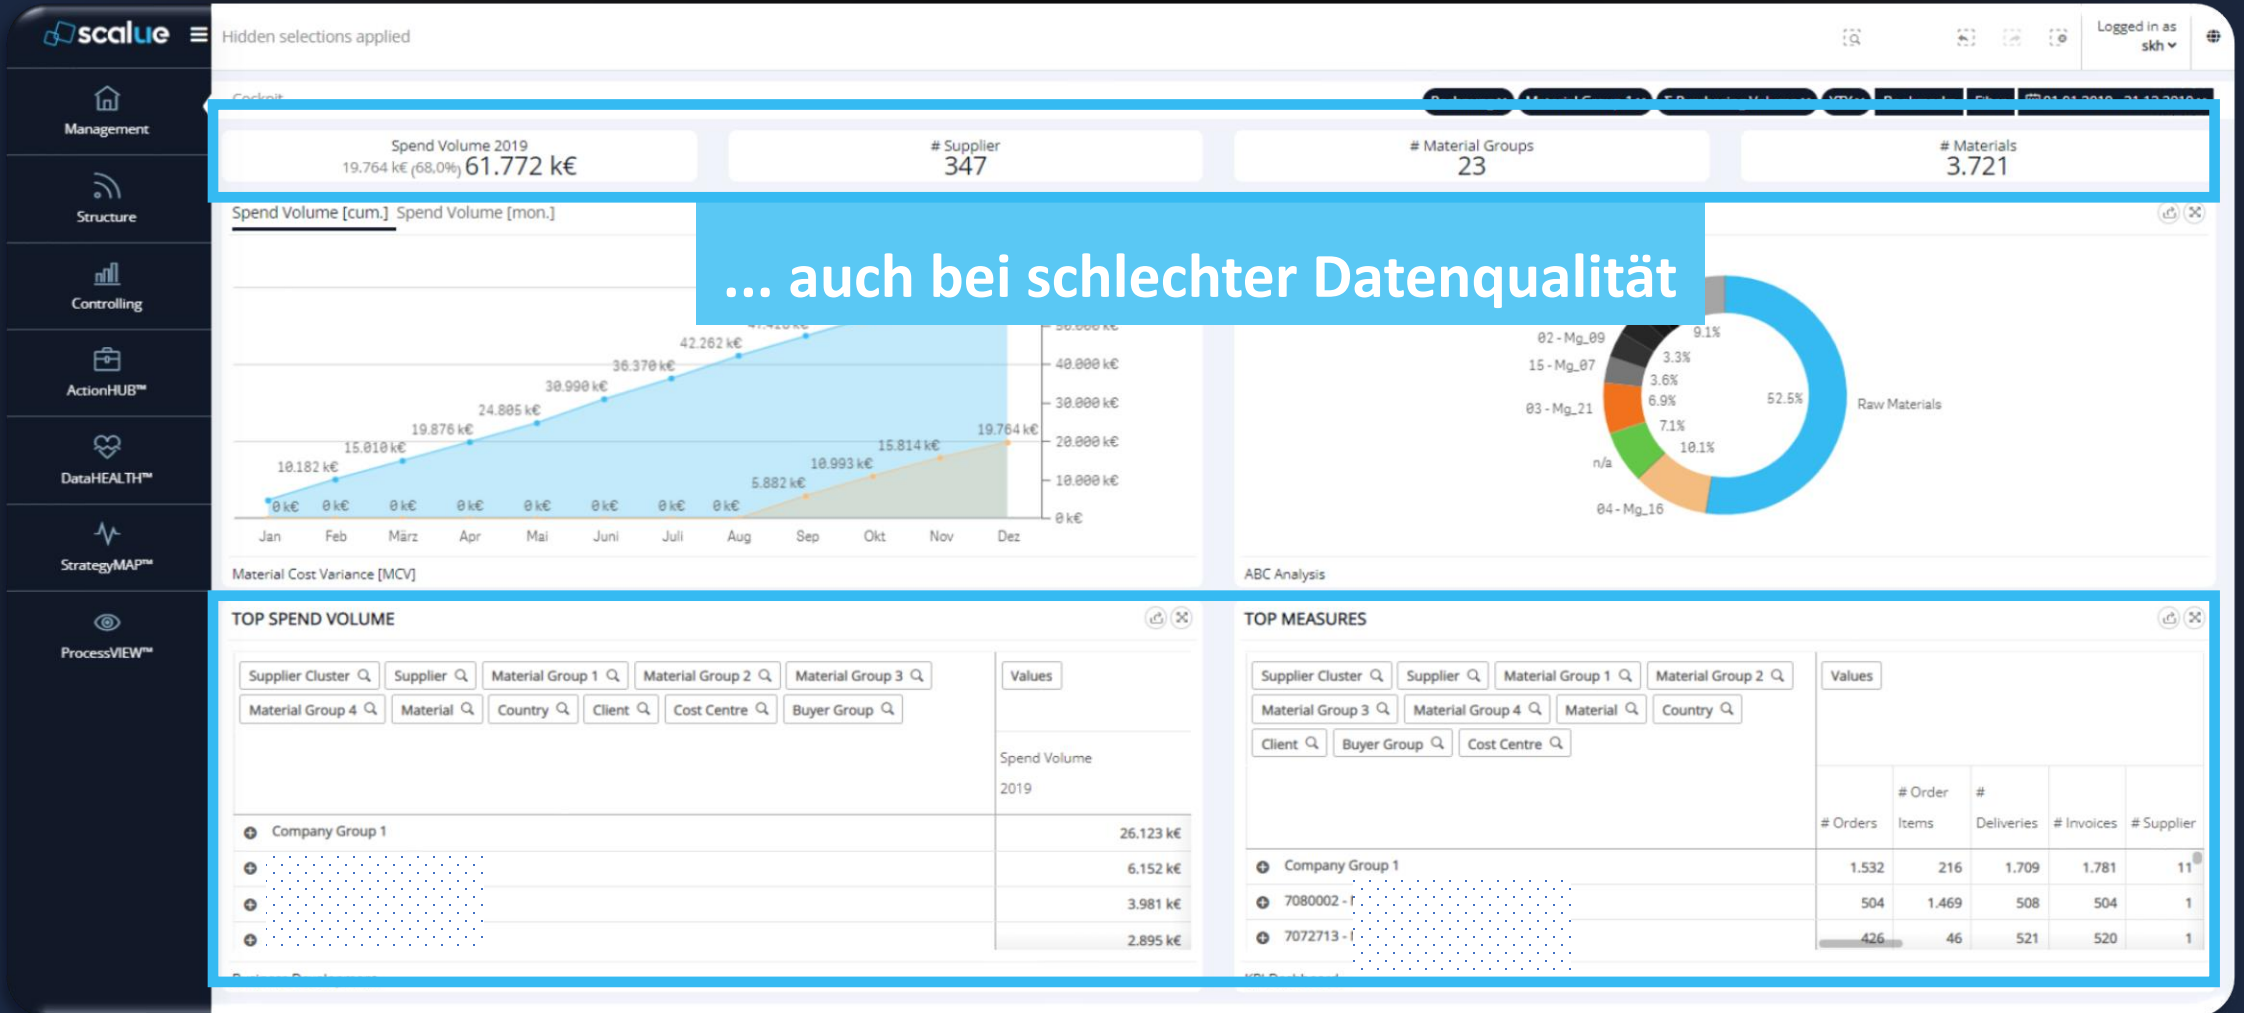 scalue
Hidden selections applied
Logged in as
skh
Management
Structure
Controlling
ActionHUB™
DataHEALTH™
StrategyMAP™
ProcessVIEW™
Cockpit
Spend Volume 2019
19.764 k€ (68,0%) 61.772 k€
# Supplier
347
# Material Groups
23
# Materials
3.721
Spend Volume [cum.] Spend Volume [mon.]
... auch bei schlechter Datenqualität
42.262 k€
36.370 k€
30.990 k€
24.805 k€
19.876 k€
15.010 k€
10.182 k€
0 k€ 0 k€ 0 k€ 0 k€ 0 k€ 0 k€ 0 k€ 0 k€
5.882 k€
10.993 k€
15.814 k€
19.764 k€
50.000 k€
40.000 k€
30.000 k€
20.000 k€
10.000 k€
0 k€
Jan Feb März Apr Mai Juni Juli Aug Sep Okt Nov Dez
Material Cost Variance [MCV]
9.1%
02 - Mg_09
3.3%
15 - Mg_07
3.6%
03 - Mg_21
6.9%
7.1%
n/a
10.1%
04 - Mg_16
52.5%
Raw Materials
ABC Analysis
TOP SPEND VOLUME
Supplier Cluster Supplier Material Group 1 Material Group 2 Material Group 3
Material Group 4 Material Country Client Cost Centre Buyer Group
Values
Spend Volume
2019
Company Group 1 26.123 k€
6.152 k€
3.981 k€
2.895 k€
TOP MEASURES
Supplier Cluster Supplier Material Group 1 Material Group 2
Material Group 3 Material Group 4 Material Country
Client Buyer Group Cost Centre
Values
# Orders # Order Items # Deliveries # Invoices # Supplier
Company Group 1 1.532 216 1.709 1.781 11
7080002 - 504 1.469 508 504 1
7072713 - 426 46 521 520 1